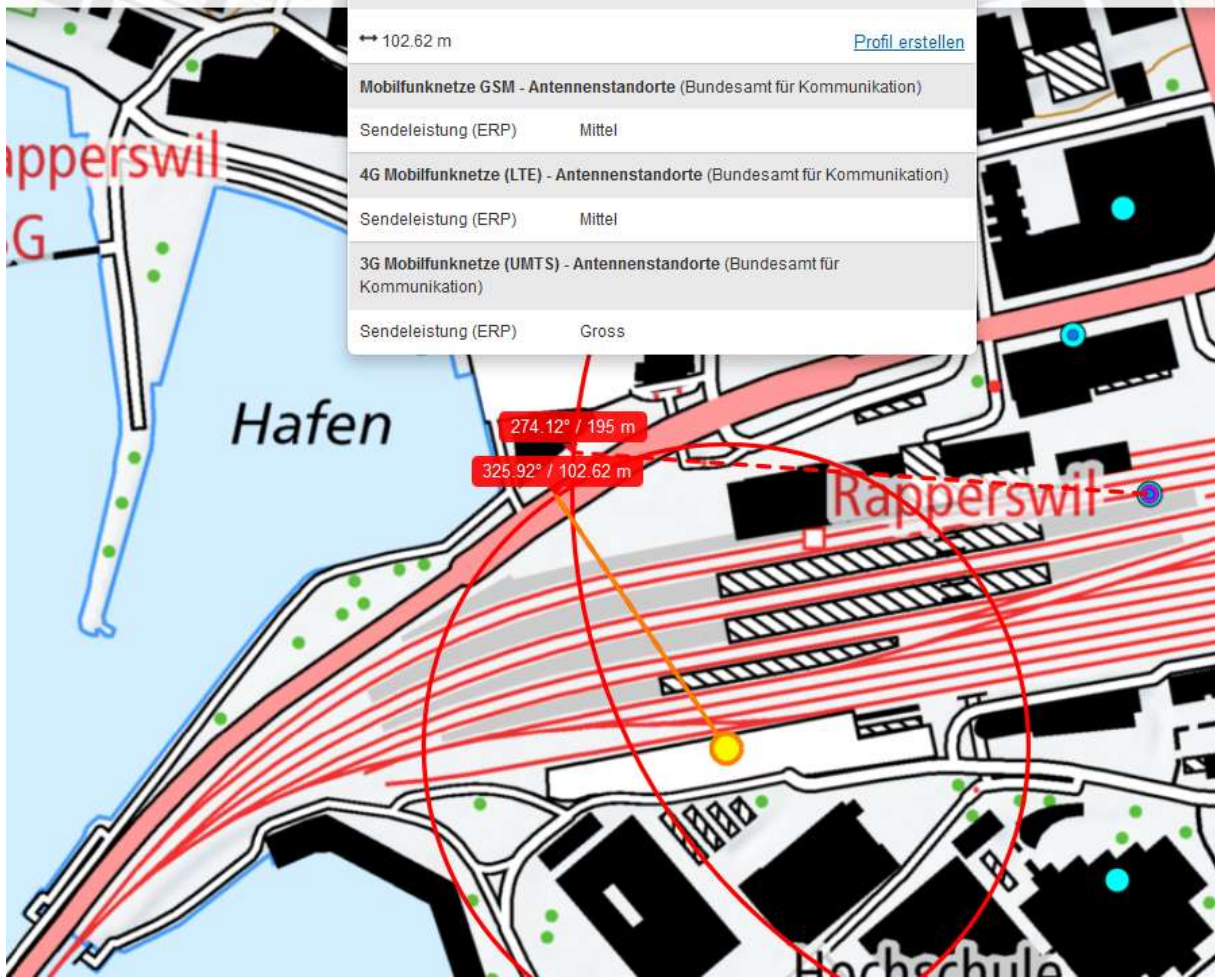 ↔ 102.62 m Profil erstellen
Mobilfunknetze GSM - Antennenstandorte (Bundesamt für Kommunikation)
Sendeleistung (ERP) Mittel
4G Mobilfunknetze (LTE) - Antennenstandorte (Bundesamt für Kommunikation)
Sendeleistung (ERP) Mittel
3G Mobilfunknetze (UMTS) - Antennenstandorte (Bundesamt für
Kommunikation)
Sendeleistung (ERP) Gross
apperswil
SG
Hafen
274.12° / 195 m
325.92° / 102.62 m
Rapperswil
Hochschule